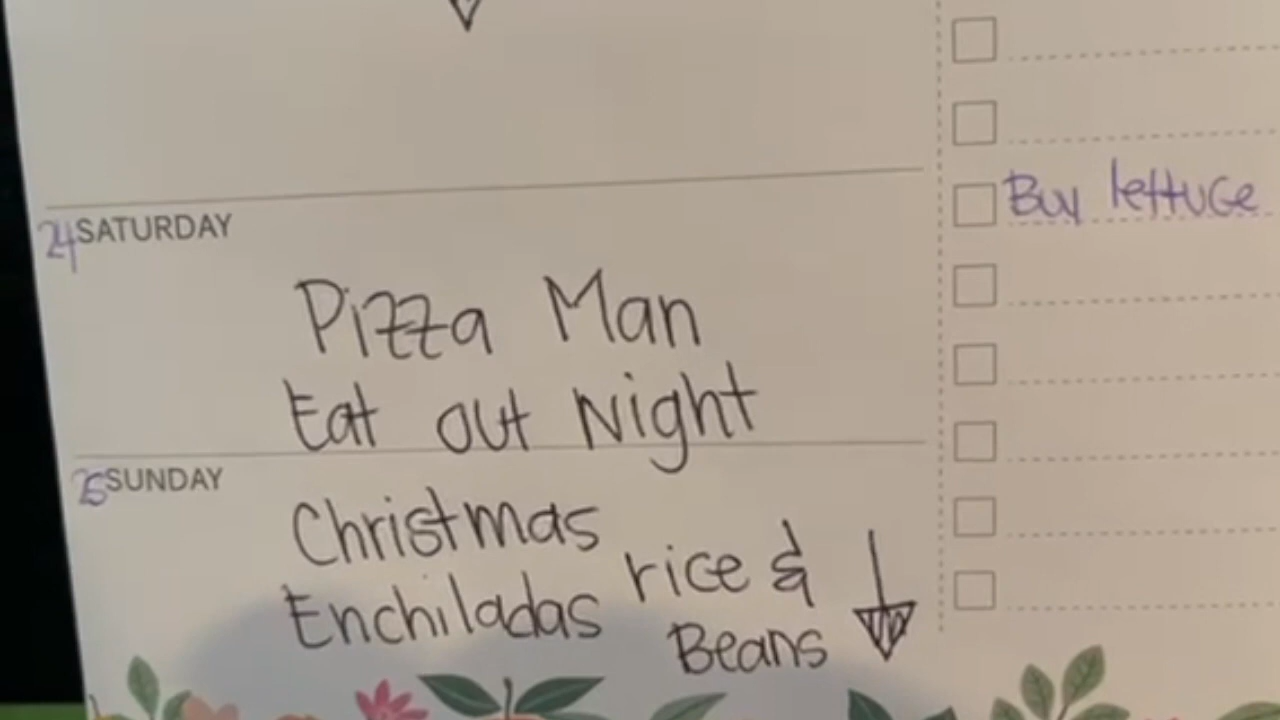 Buy lettuce
24 SATURDAY
Pizza Man
Eat out Night
25 SUNDAY
Christmas
Enchiladas rice &
Beans